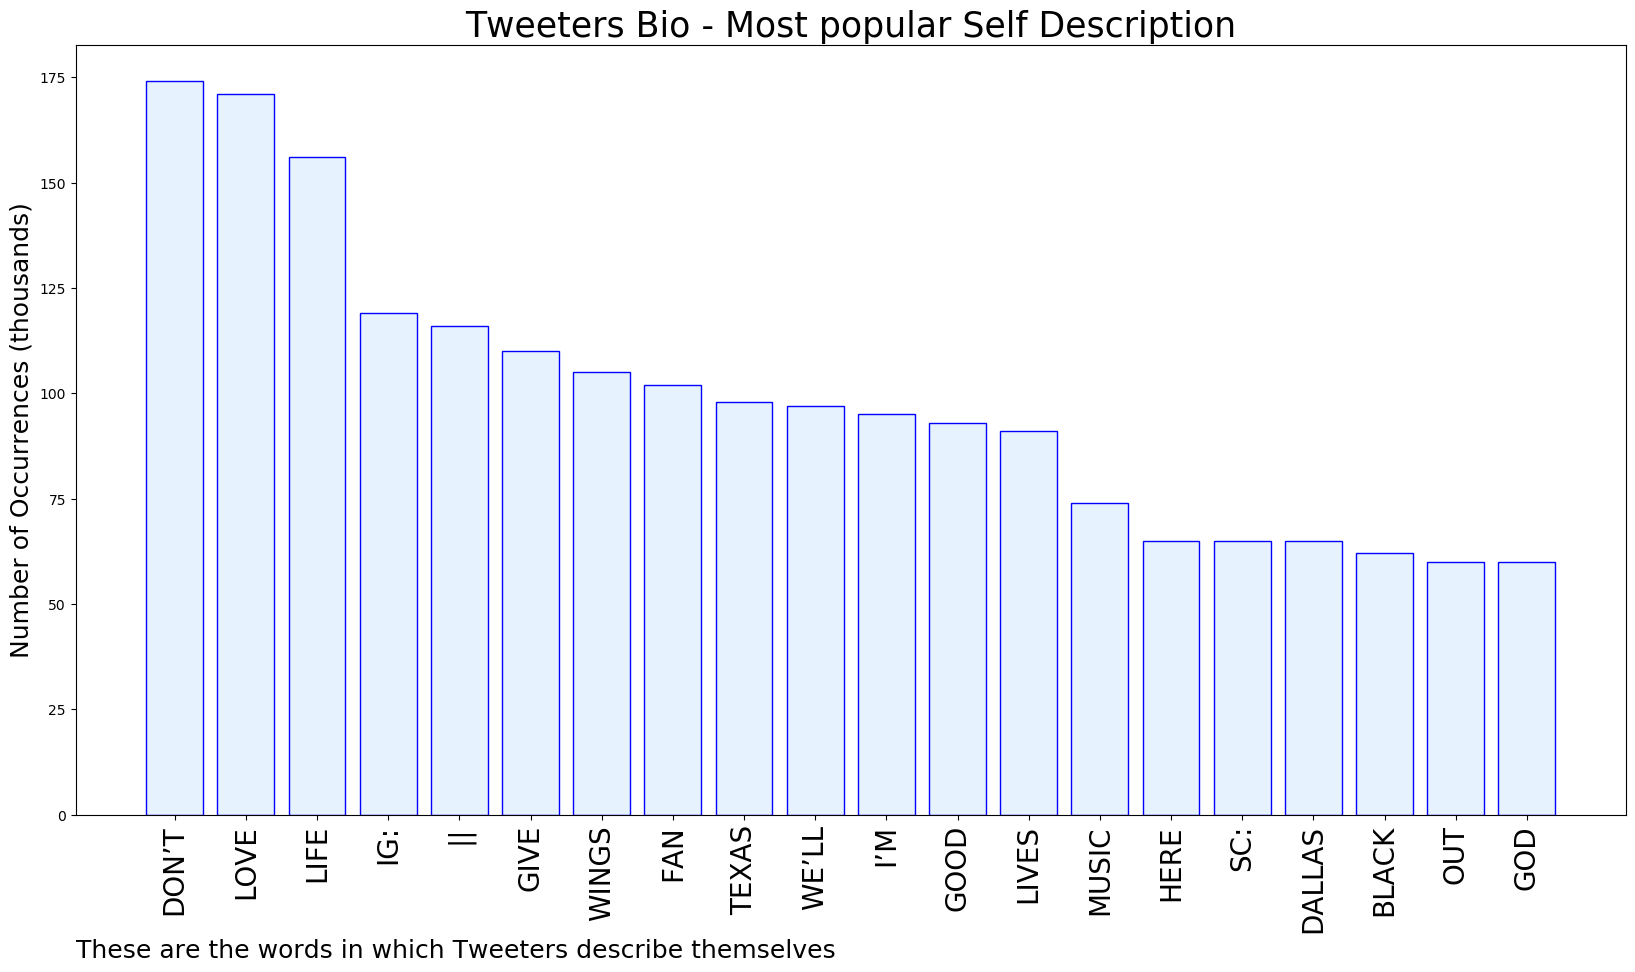 Tweeters Bio - Most popular Self Description
Number of Occurrences (thousands)
175
150
125
100
75
50
25
0
DON’T
LOVE
LIFE
IG:
||
GIVE
WINGS
FAN
TEXAS
WE’LL
I’M
GOOD
LIVES
MUSIC
HERE
SC:
DALLAS
BLACK
OUT
GOD
These are the words in which Tweeters describe themselves